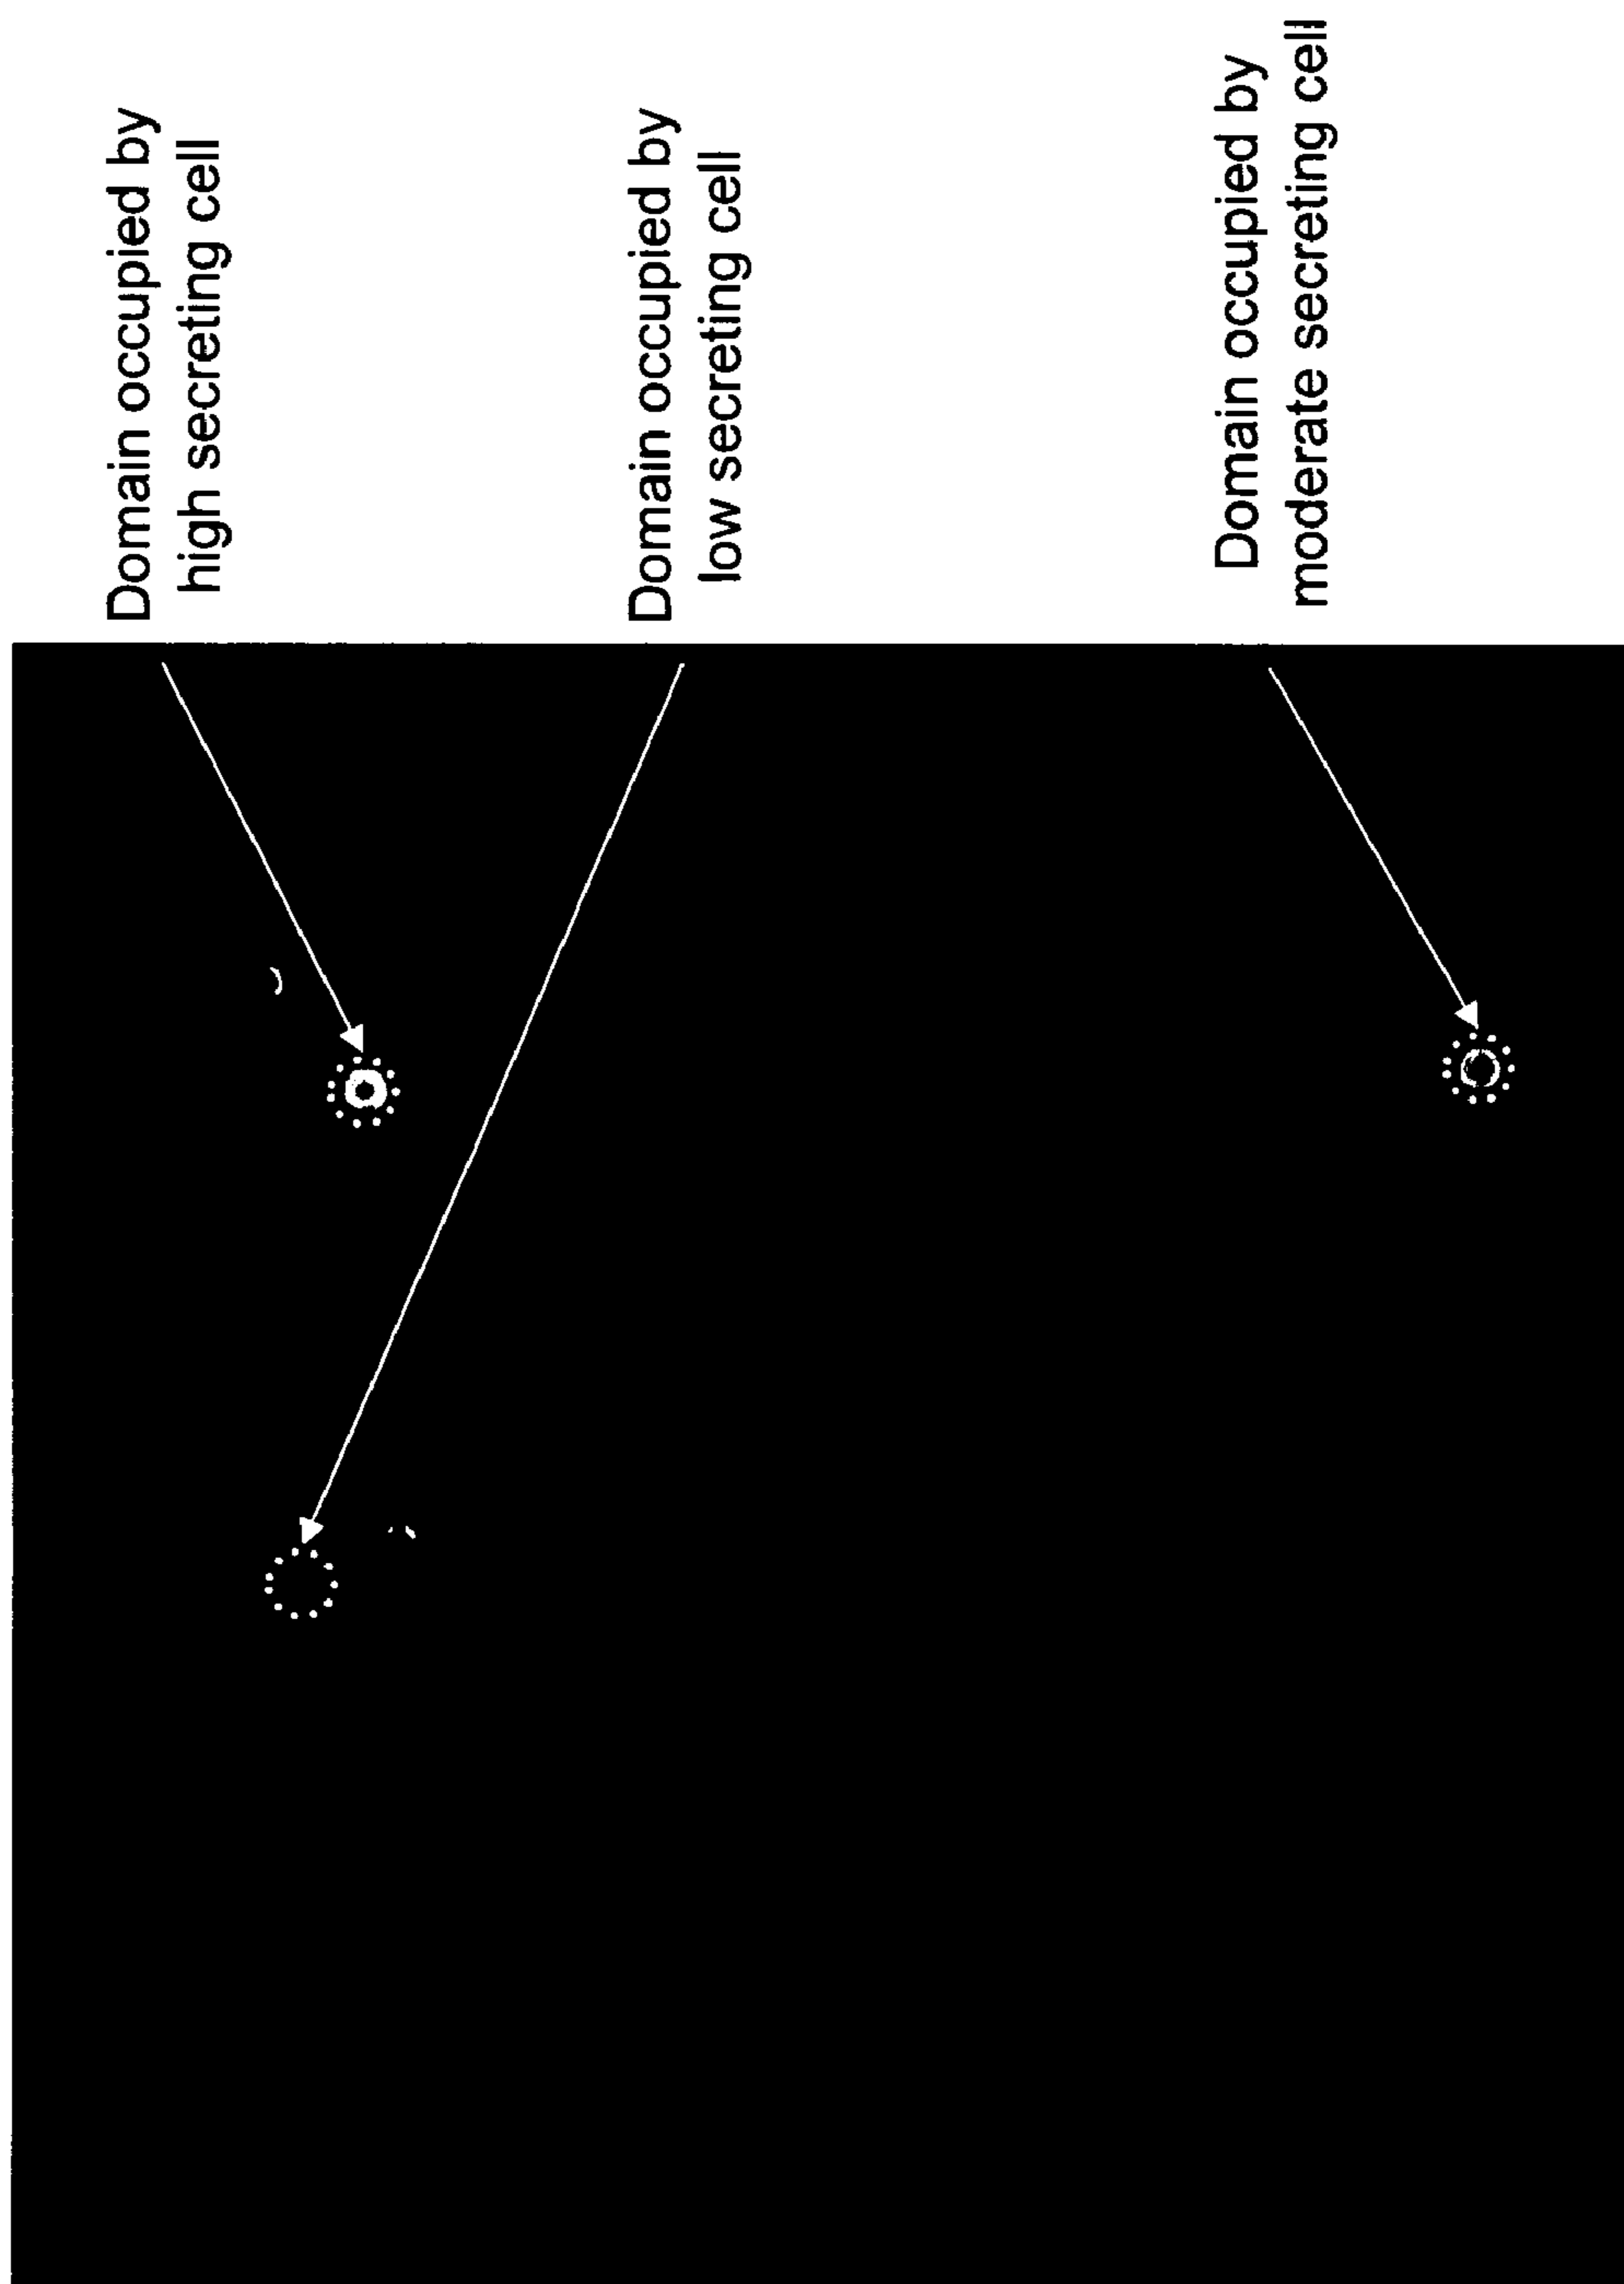 Domain occupied by
high secreting cell
Domain occupied by
low secreting cell
Domain occupied by
moderate secreting cell